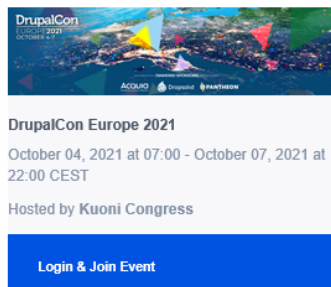 DrupalCon
EUROPE 2021
OCTOBER 4-7
ACQUIA
Dropsolid
PANTHEON
DrupalCon Europe 2021
October 04, 2021 at 07:00 - October 07, 2021 at
22:00 CEST
Hosted by Kuoni Congress
Login & Join Event